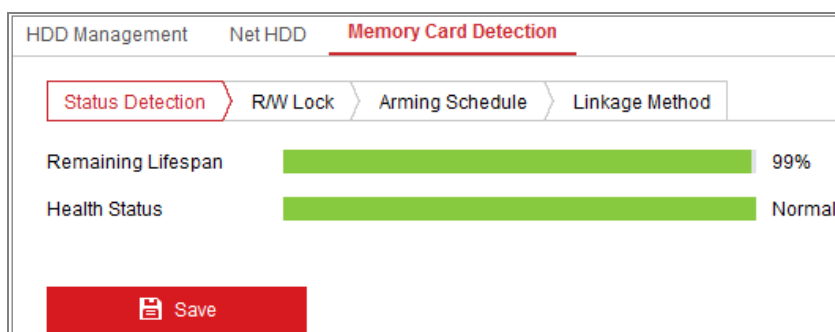 HDD Management Net HDD Memory Card Detection
Status Detection R/W Lock Arming Schedule Linkage Method
Remaining Lifespan 99%
Health Status Normal
Save